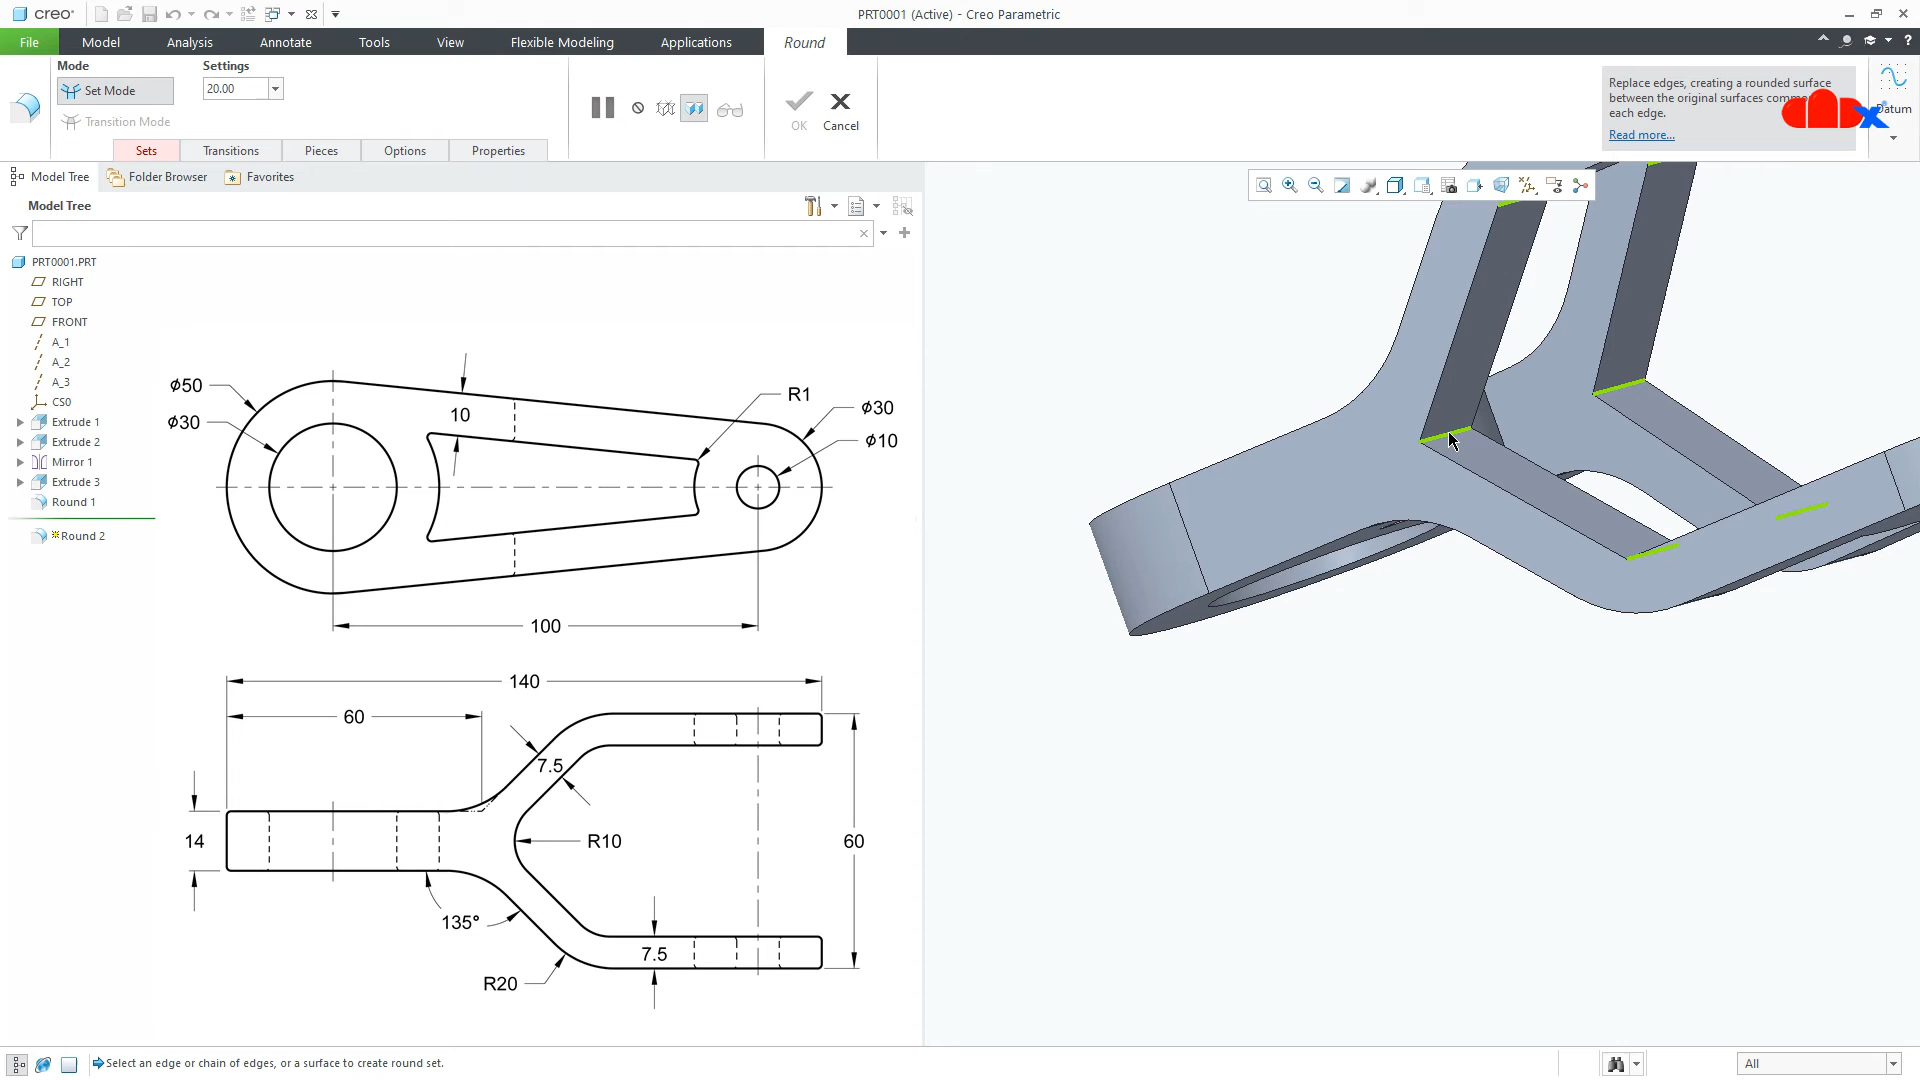 creo®
PRT0001 (Active) - Creo Parametric
File
Model
Analysis
Annotate
Tools
View
Flexible Modeling
Applications
Round
Mode
Settings
Set Mode
20.00
Transition Mode
OK
Cancel
Replace edges, creating a rounded surface
between the original surfaces comm
each edge.
Read more...
Datum
Sets
Transitions
Pieces
Options
Properties
Model Tree
Folder Browser
Favorites
Model Tree
PRT0001.PRT
RIGHT
TOP
FRONT
A_1
A_2
A_3
CS0
Extrude 1
Extrude 2
Mirror 1
Extrude 3
Round 1
Round 2
ϕ50
ϕ30
10
R1
ϕ30
ϕ10
100
140
60
7.5
14
R10
60
135°
7.5
R20
Select an edge or chain of edges, or a surface to create round set.
All